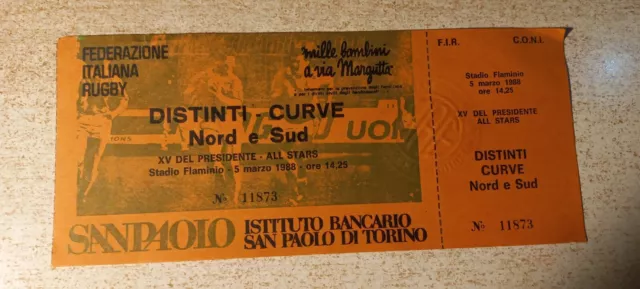 FEDERAZIONE
ITALIANA
RUGBY
mille bambini
a via Margutta
DISTINTI - CURVE
Nord e Sud
XV DEL PRESIDENTE - ALL STARS
Stadio Flaminio - 5 marzo 1988 - ore 14,25
No 11873
SANPAOLO ISTITUTO BANCARIO
SAN PAOLO DI TORINO
F.I.R. C.O.N.I.
Stadio Flaminio
5 marzo 1988
ore 14,25
XV DEL PRESIDENTE
ALL STARS
DISTINTI
CURVE
Nord e Sud
No 11873